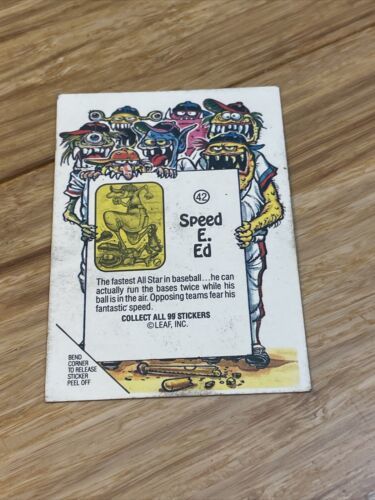 42
Speed
E.
Ed
The fastest All Star in baseball...he can
actually run the bases twice while his
ball is in the air. Opposing teams fear his
fantastic speed.
COLLECT ALL 99 STICKERS
©LEAF, INC.
BEND
CORNER
TO RELEASE
STICKER
PEEL OFF